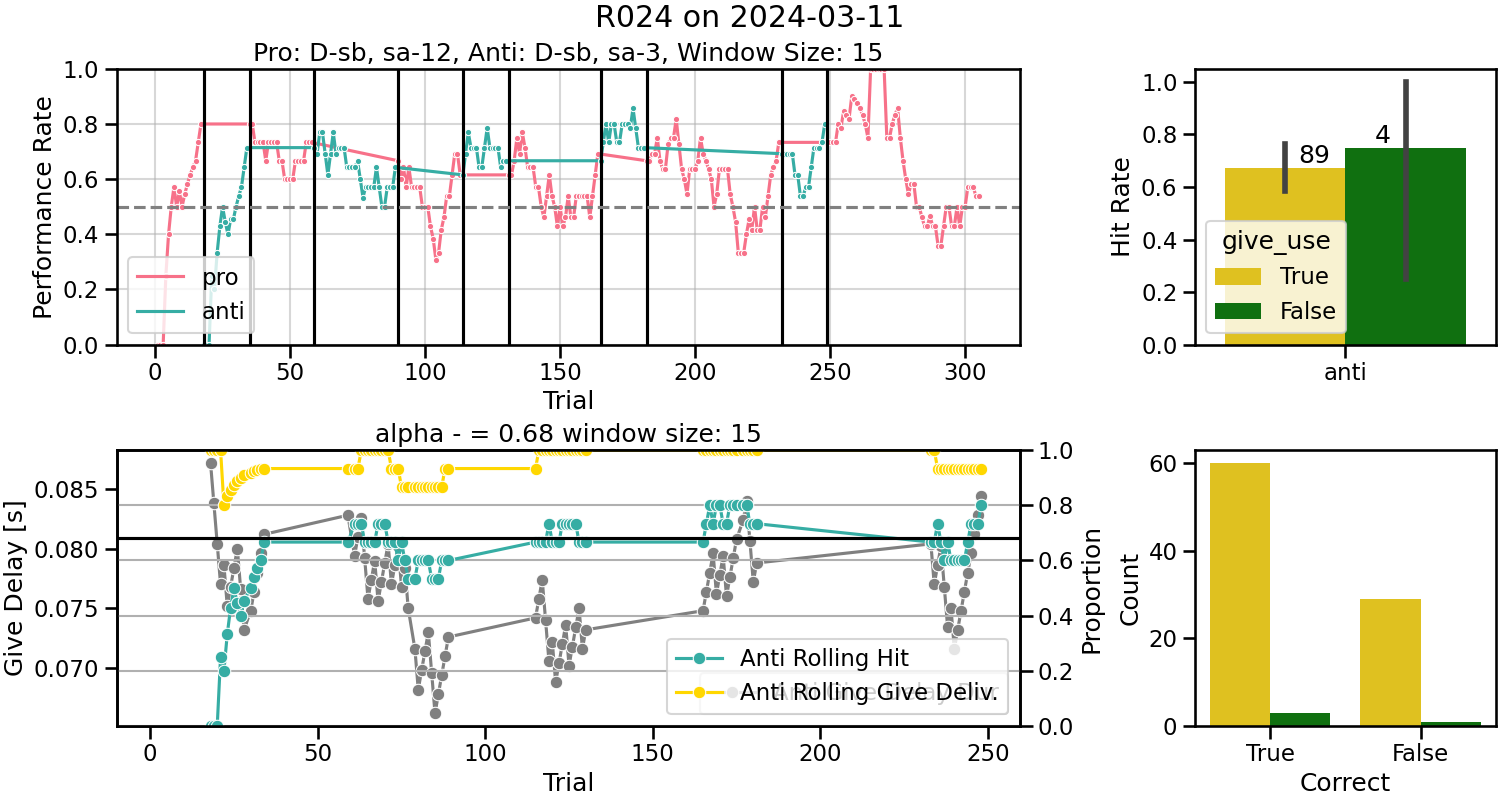 R024 on 2024-03-11
Pro: D-sb, sa-12, Anti: D-sb, sa-3, Window Size: 15
Performance Rate
1.0
0.8
0.6
0.4
0.2
0.0
pro
anti
0 50 100 150 200 250 300
Trial
Hit Rate
1.0
0.8
0.6
0.4
0.2
0.0
89
4
give_use
True
False
anti
alpha - = 0.68 window size: 15
Give Delay [s]
0.085
0.080
0.075
0.070
Anti Rolling Hit
Anti Rolling Give Deliv.
1.0
0.8
0.6
0.4
0.2
0.0
Proportion
0 50 100 150 200 250
Trial
Count
60
40
20
0
True False
Correct